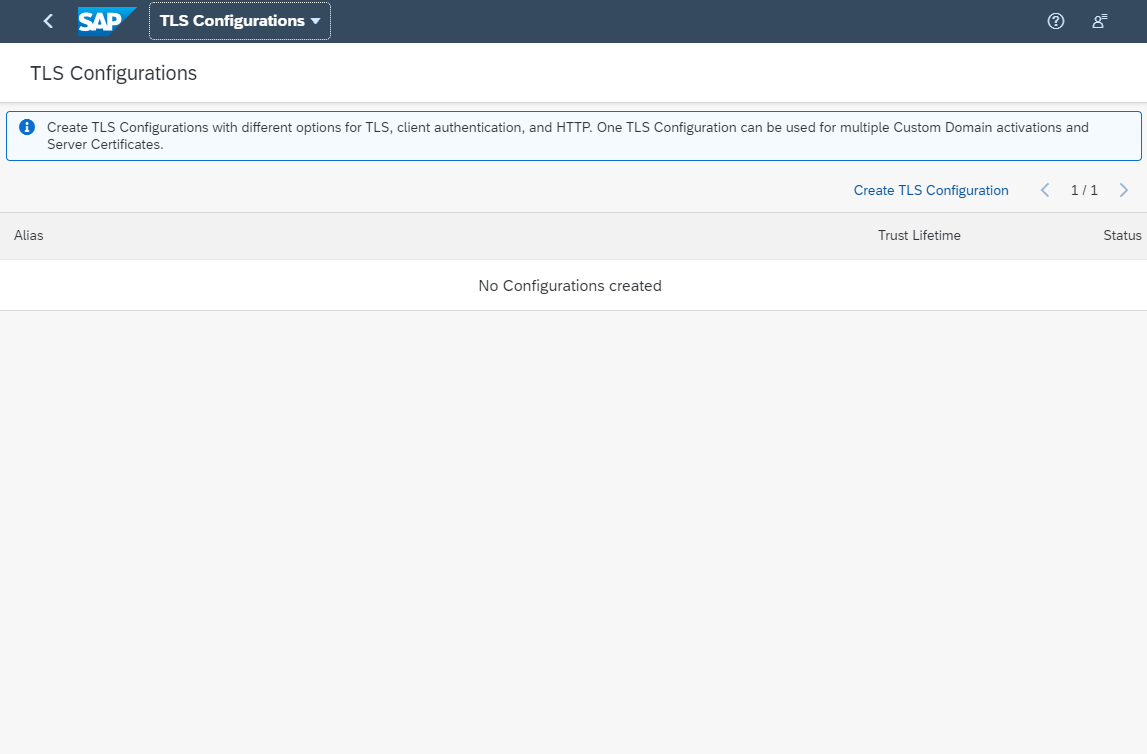 SAP TLS Configurations
TLS Configurations
Create TLS Configurations with different options for TLS, client authentication, and HTTP. One TLS Configuration can be used for multiple Custom Domain activations and
Server Certificates.
Create TLS Configuration 1 / 1
Alias Trust Lifetime Status
No Configurations created